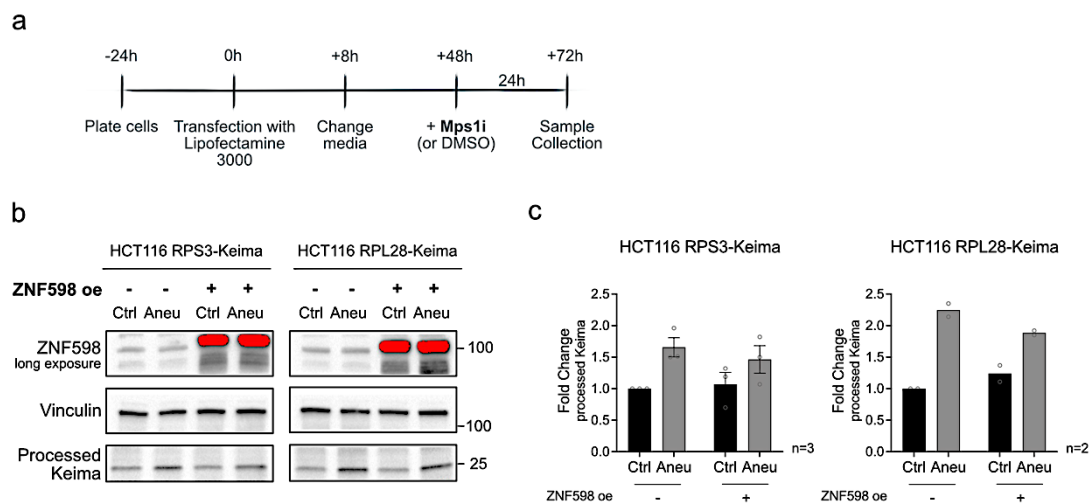 a
-24h 0h +8h +48h +72h
24h
Plate cells Transfection with Change + Mps1i Sample
Lipofectamine media (or DMSO) Collection
3000
b
HCT116 RPS3-Keima HCT116 RPL28-Keima
ZNF598 oe - - + + - - + +
Ctrl Aneu Ctrl Aneu Ctrl Aneu Ctrl Aneu
ZNF598
long exposure
100
Vinculin
100
Processed
Keima
25
c
HCT116 RPS3-Keima
Fold Change
processed Keima
2.5
2.0
1.5
1.0
0.5
0.0
Ctrl Aneu Ctrl Aneu
n=3
ZNF598 oe - +
HCT116 RPL28-Keima
Fold Change
processed Keima
2.5
2.0
1.5
1.0
0.5
0.0
Ctrl Aneu Ctrl Aneu
n=2
ZNF598 oe - +